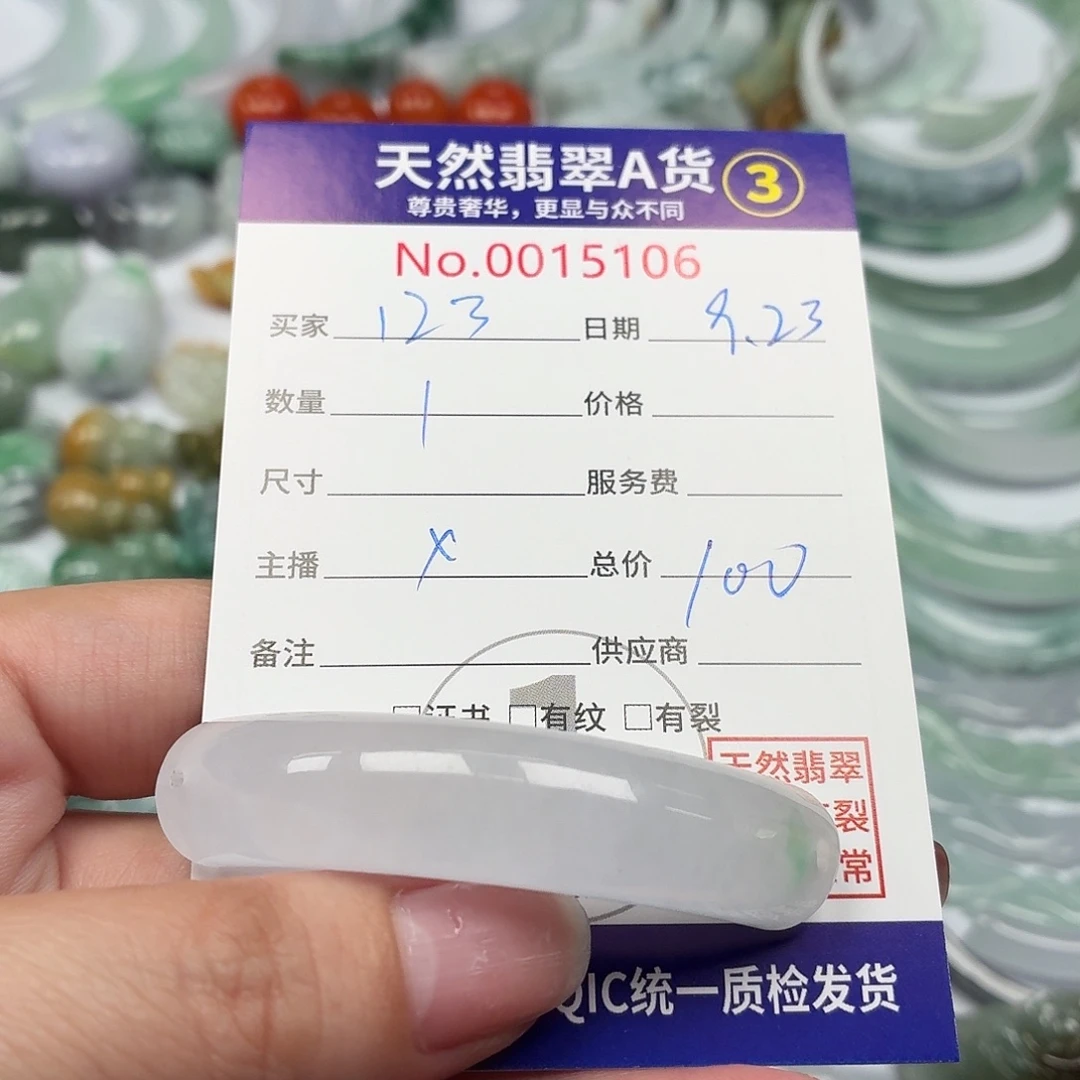 天然翡翠A货 3
尊贵奢华，更显与众不同
No.0015106
买家 123 日期 9.23
数量 1 价格
尺寸 服务费
主播 x 总价 100
备注 供应商
1
□证书 □有纹 □有裂
天然翡翠
裂
常
QIC统一质检发货